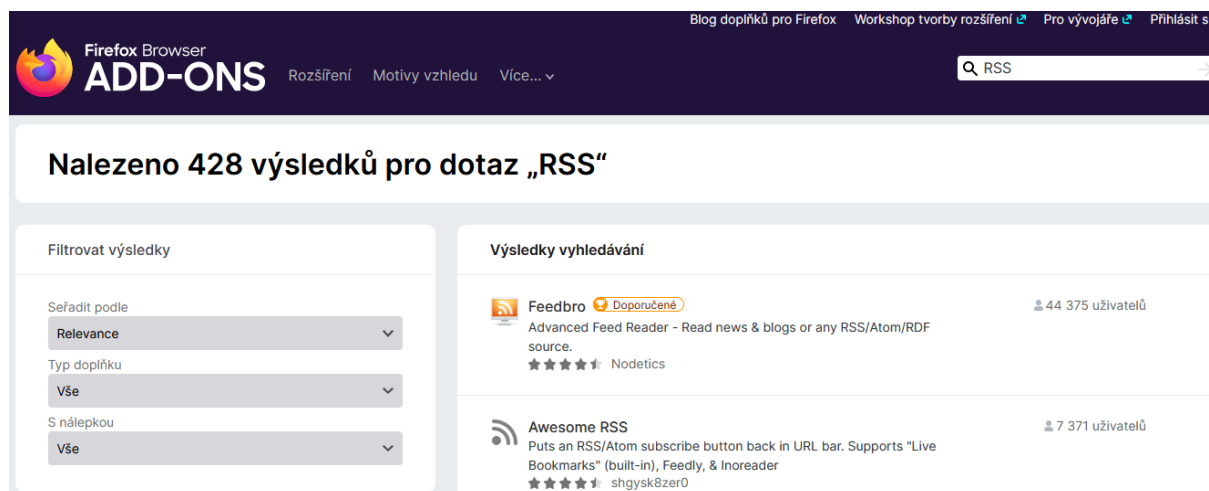 Blog doplňků pro Firefox Workshop tvorby rozšíření Pro vývojáře Přihlásit s
Firefox Browser
ADD-ONS
Rozšíření Motivy vzhledu Více...
RSS
Nalezeno 428 výsledků pro dotaz „RSS“
Filtrovat výsledky
Seřadit podle
Relevance
Typ doplňku
Vše
S nálepkou
Vše
Výsledky vyhledávání
Feedbro Doporučené
44 375 uživatelů
Advanced Feed Reader - Read news & blogs or any RSS/Atom/RDF
source.
Nodetics
Awesome RSS
7 371 uživatelů
Puts an RSS/Atom subscribe button back in URL bar. Supports "Live
Bookmarks" (built-in), Feedly, & Inoreader
shgysk8zer0